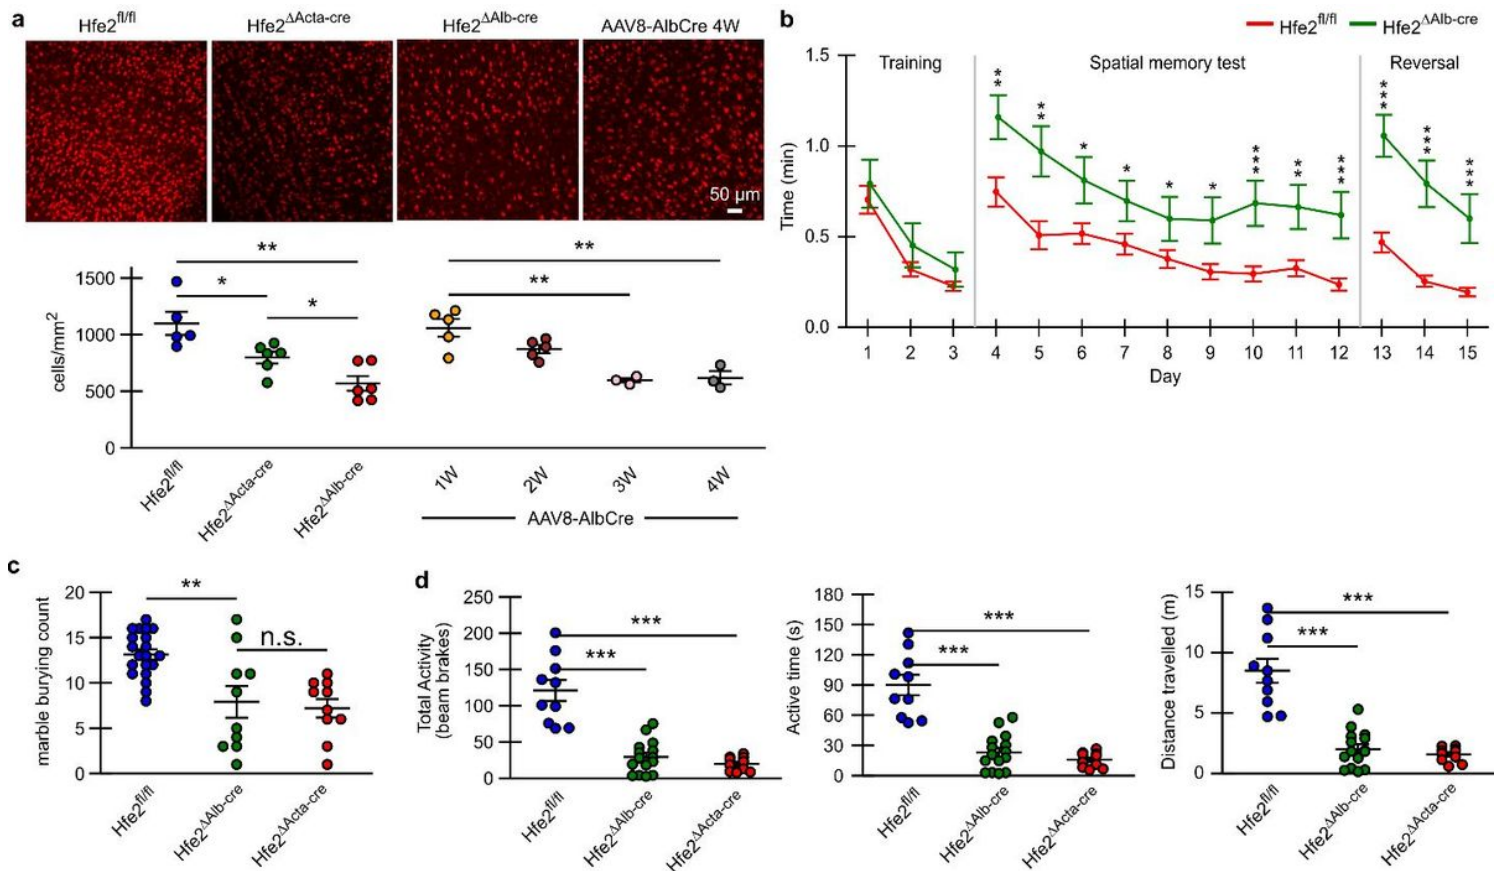 a
Hfe2fl/fl
Hfe2ΔActa-cre
Hfe2ΔAlb-cre
AAV8-AlbCre 4W
50 μm
cells/mm2
1500
1000
500
0
**
*
*
**
**
Hfe2fl/fl
Hfe2ΔActa-cre
Hfe2ΔAlb-cre
1W
2W
3W
4W
AAV8-AlbCre
b
Hfe2fl/fl
Hfe2ΔAlb-cre
Training
Spatial memory test
Reversal
Time (min)
1.5
1.0
0.5
0.0
**
**
*
*
*
*
***
**
***
***
***
***
1 2 3 4 5 6 7 8 9 10 11 12 13 14 15
Day
c
marble burying count
20
15
10
5
0
**
n.s.
Hfe2fl/fl
Hfe2ΔAlb-cre
Hfe2ΔActa-cre
d
Total Activity
(beam brakes)
250
200
150
100
50
0
***
***
Hfe2fl/fl
Hfe2ΔAlb-cre
Hfe2ΔActa-cre
Active time (s)
180
150
120
90
60
30
0
***
***
Hfe2fl/fl
Hfe2ΔAlb-cre
Hfe2ΔActa-cre
Distance travelled (m)
15
10
5
0
***
***
Hfe2fl/fl
Hfe2ΔAlb-cre
Hfe2ΔActa-cre